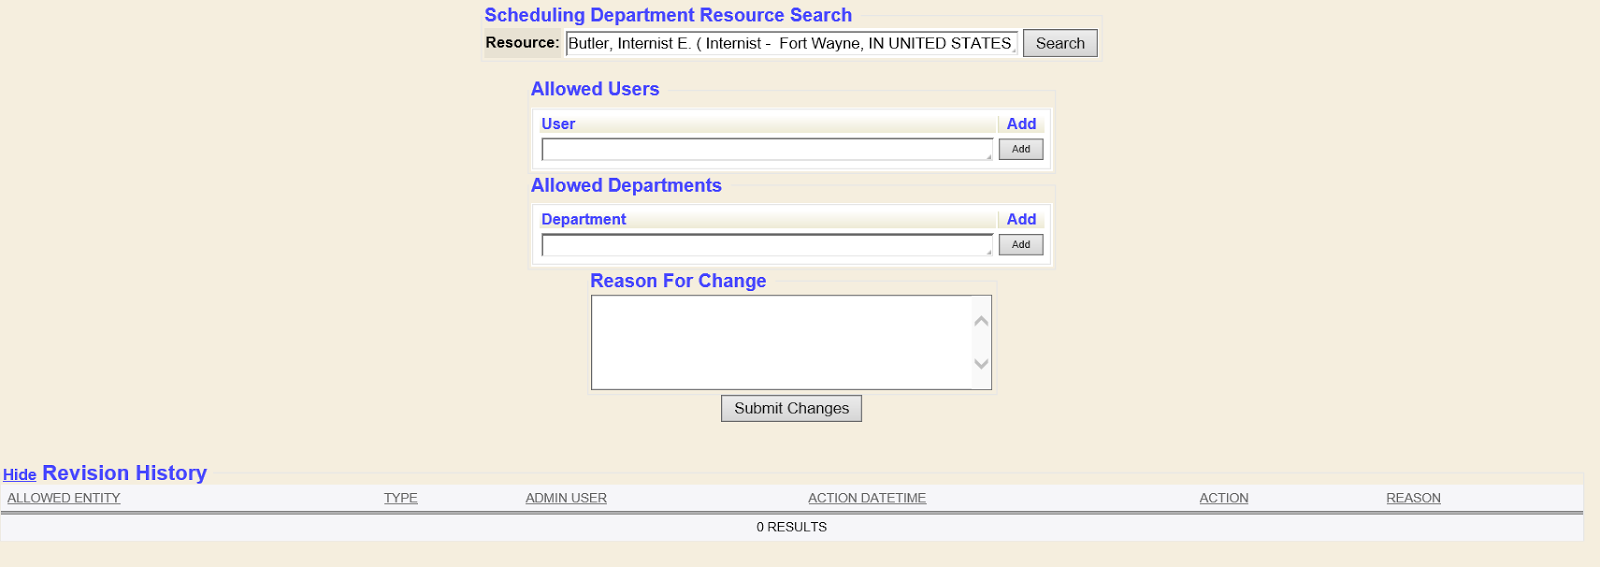 Scheduling Department Resource Search
Resource: Butler, Internist E. ( Internist - Fort Wayne, IN UNITED STATES Search
Allowed Users
User Add
Add
Allowed Departments
Department Add
Add
Reason For Change
Submit Changes
Hide Revision History
ALLOWED ENTITY TYPE ADMIN USER ACTION DATETIME ACTION REASON
0 RESULTS